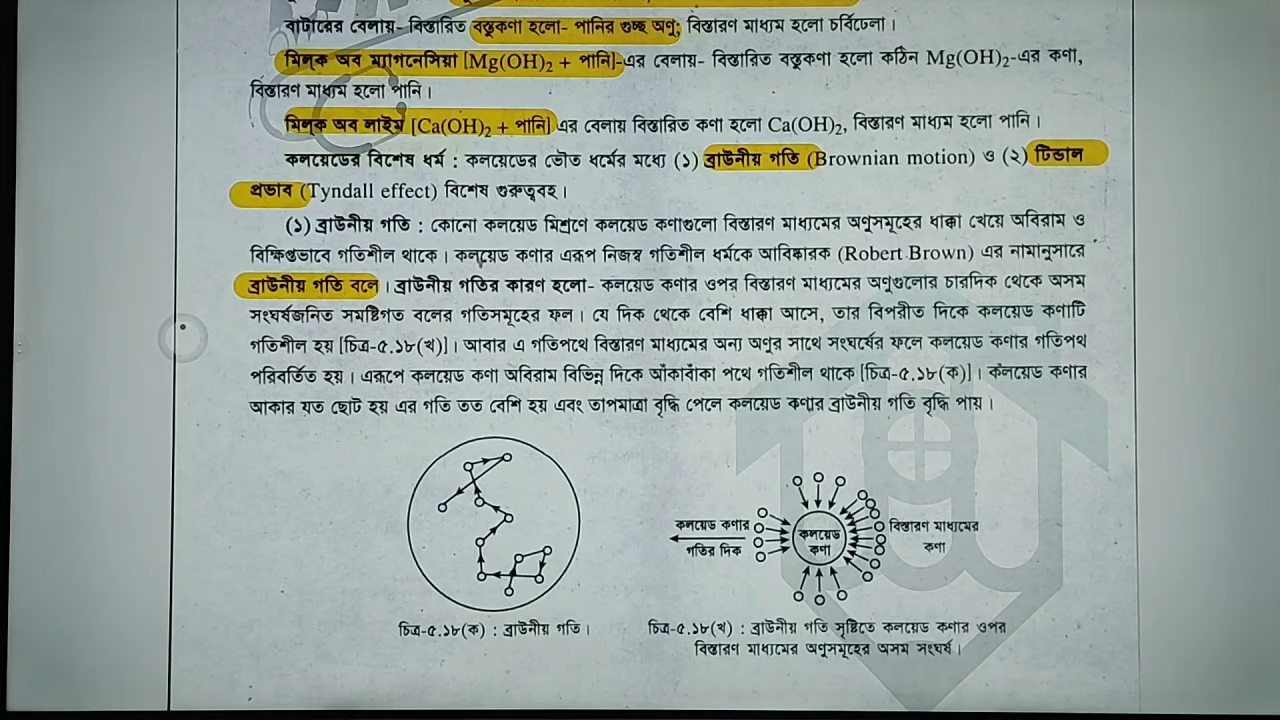 বাটারের বেলায়- বিস্তারিত বস্তুকণা হলো- পানির গুচ্ছ অণু; বিস্তারণ মাধ্যম হলো চর্বিতেল।
মিল্‌ক অব ম্যাগনেসিয়া [Mg(OH)₂ + পানি]-এর বেলায়- বিস্তারিত বস্তুকণা হলো কঠিন Mg(OH)₂-এর কণা,
বিস্তারণ মাধ্যম হলো পানি।
মিল্‌ক অব লাইম [Ca(OH)₂ + পানি] এর বেলায় বিস্তারিত কণা হলো Ca(OH)₂, বিস্তারণ মাধ্যম হলো পানি।
কলয়েডের বিশেষ ধর্ম : কলয়েডের ভৌত ধর্মের মধ্যে (১) ব্রাউনীয় গতি (Brownian motion) ও (২) টিন্ডাল
প্রভাব (Tyndall effect) বিশেষ গুরুত্ববহ।
(১) ব্রাউনীয় গতি : কোনো কলয়েড মিশ্রণে কলয়েড কণাগুলো বিস্তারণ মাধ্যমের অণুসমূহের ধাক্কা খেয়ে অবিরাম ও
বিক্ষিপ্তভাবে গতিশীল থাকে। কলয়েড কণার এরূপ নিজস্ব গতিশীল ধর্মকে আবিষ্কারক (Robert Brown) এর নামানুসারে
ব্রাউনীয় গতি বলে। ব্রাউনীয় গতির কারণ হলো- কলয়েড কণার ওপর বিস্তারণ মাধ্যমের অণুগুলোর চারদিক থেকে অসম
সংঘর্ষজনিত সমষ্টিগত বলের গতিসমূহের ফল। যে দিক থেকে বেশি ধাক্কা আসে, তার বিপরীত দিকে কলয়েড কণাটি
গতিশীল হয় [চিত্র-৫.১৮(খ)]। আবার এ গতিপথে বিস্তারণ মাধ্যমের অন্য অণুর সাথে সংঘর্ষের ফলে কলয়েড কণার গতিপথ
পরিবর্তিত হয়। এরূপে কলয়েড কণা অবিরাম বিভিন্ন দিকে আঁকাবাঁকা পথে গতিশীল থাকে [চিত্র-৫.১৮(ক)]। কলয়েড কণার
আকার যত ছোট হয় এর গতি তত বেশি হয় এবং তাপমাত্রা বৃদ্ধি পেলে কলয়েড কণার ব্রাউনীয় গতি বৃদ্ধি পায়।
কলয়েড কণার
গতির দিক
কলয়েড
কণা
বিস্তারণ মাধ্যমের
কণা
চিত্র-৫.১৮(ক) : ব্রাউনীয় গতি।
চিত্র-৫.১৮(খ) : ব্রাউনীয় গতি সৃষ্টিতে কলয়েড কণার ওপর
বিস্তারণ মাধ্যমের অণুসমূহের অসম সংঘর্ষ।